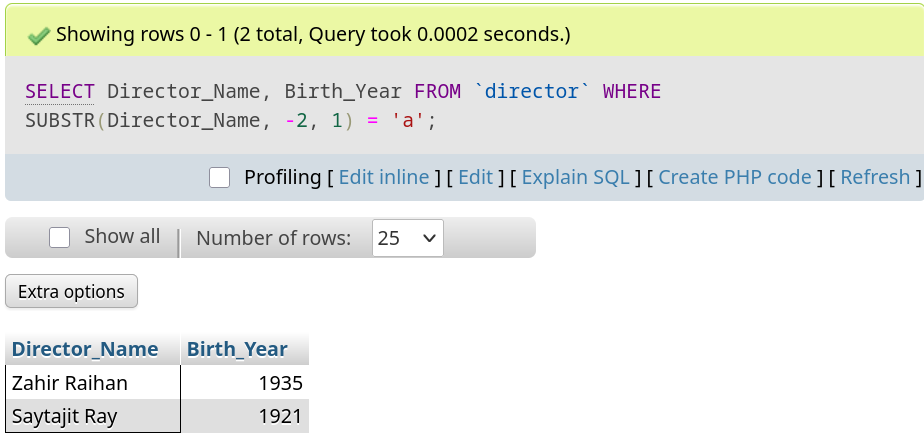 Showing rows 0 - 1 (2 total, Query took 0.0002 seconds.)
SELECT Director_Name, Birth_Year FROM `director` WHERE
SUBSTR(Director_Name, -2, 1) = 'a';
Profiling [ Edit inline ] [ Edit ] [ Explain SQL ] [ Create PHP code ] [ Refresh ]
Show all Number of rows: 25
Extra options
Director_Name Birth_Year
Zahir Raihan 1935
Saytajit Ray 1921